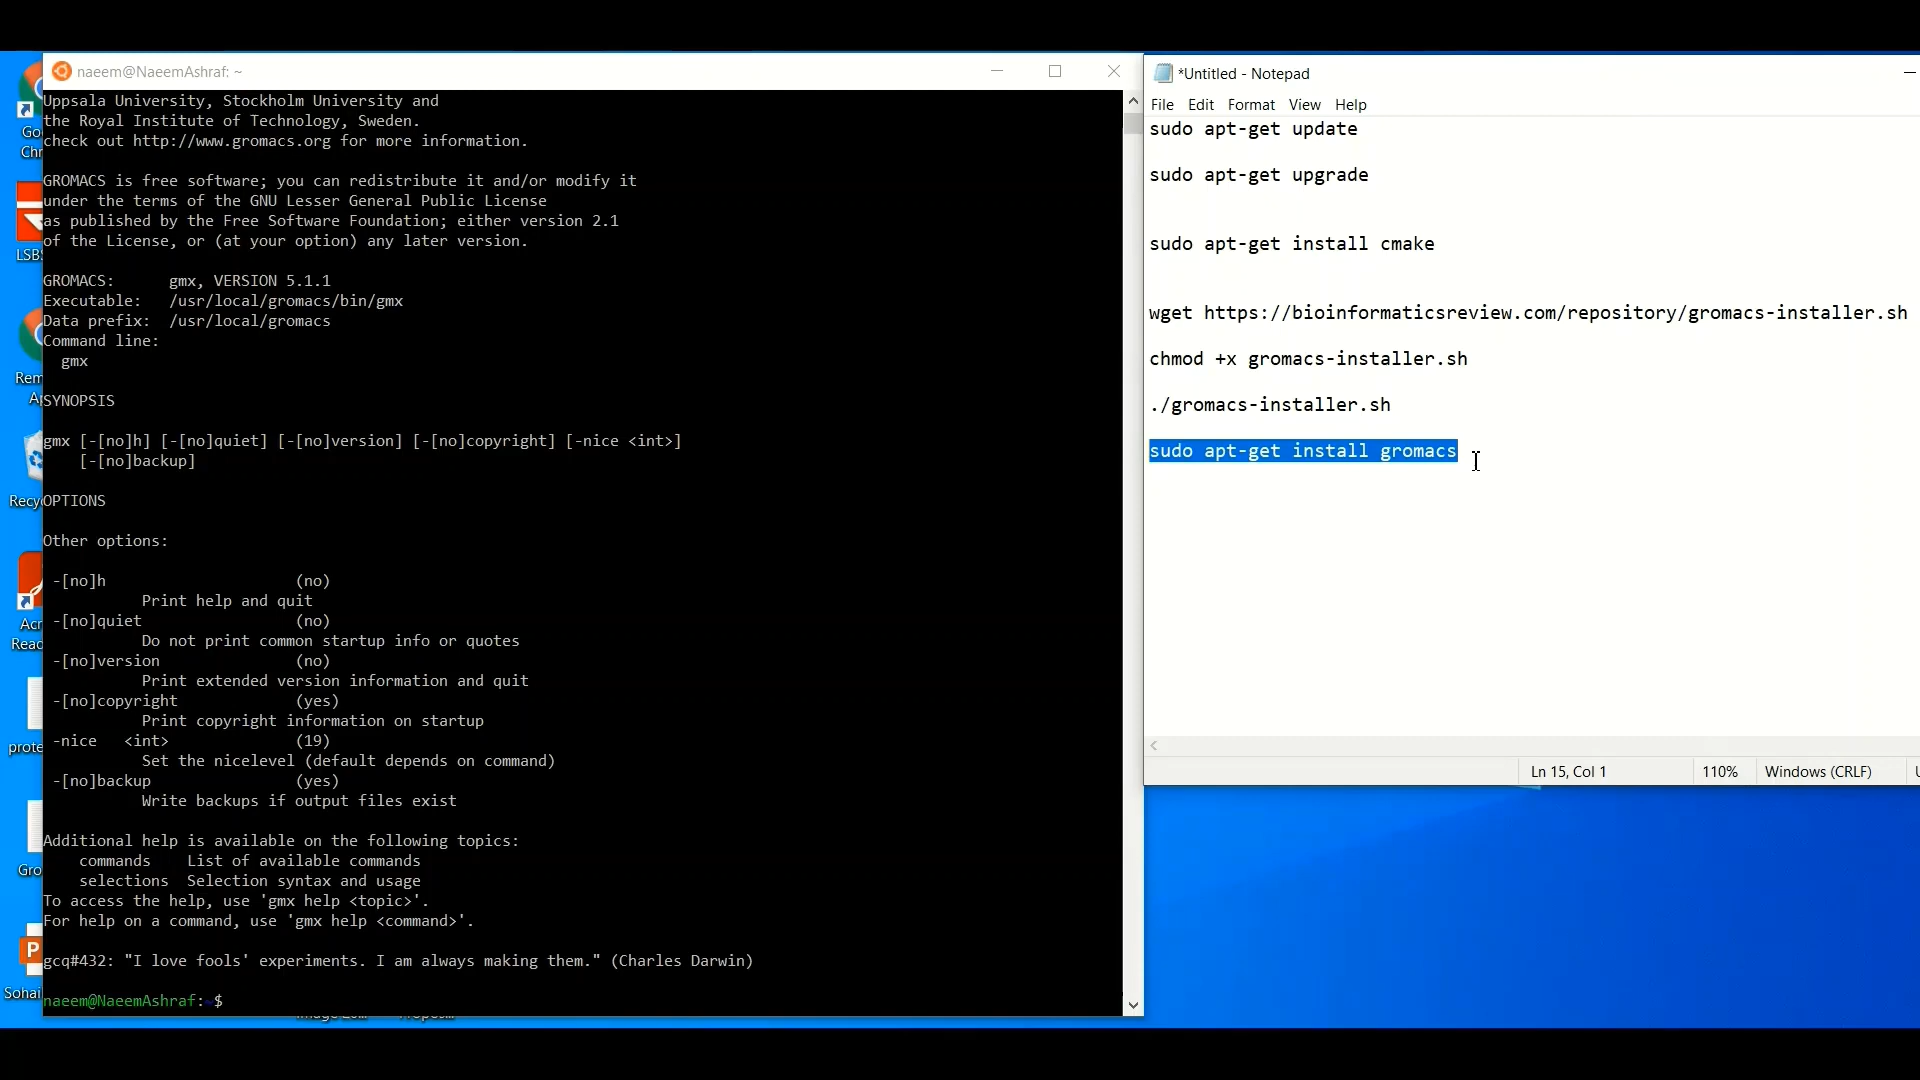 naeem@NaeemAshraf: ~
Uppsala University, Stockholm University and
the Royal Institute of Technology, Sweden.
check out http://www.gromacs.org for more information.
GROMACS is free software; you can redistribute it and/or modify it
under the terms of the GNU Lesser General Public License
as published by the Free Software Foundation; either version 2.1
of the License, or (at your option) any later version.
GROMACS:      gmx, VERSION 5.1.1
Executable:   /usr/local/gromacs/bin/gmx
Data prefix:  /usr/local/gromacs
Command line:
  gmx
SYNOPSIS
gmx [-[no]h] [-[no]quiet] [-[no]version] [-[no]copyright] [-nice <int>]
    [-[no]backup]
OPTIONS
Other options:
 -[no]h                     (no)
           Print help and quit
 -[no]quiet                 (no)
           Do not print common startup info or quotes
 -[no]version               (no)
           Print extended version information and quit
 -[no]copyright             (yes)
           Print copyright information on startup
 -nice   <int>              (19)
           Set the nicelevel (default depends on command)
 -[no]backup                (yes)
           Write backups if output files exist
Additional help is available on the following topics:
    commands    List of available commands
    selections  Selection syntax and usage
To access the help, use 'gmx help <topic>'.
For help on a command, use 'gmx help <command>'.
gcq#432: "I love fools' experiments. I am always making them." (Charles Darwin)
naeem@NaeemAshraf:~$
*Untitled - Notepad
File Edit Format View Help
sudo apt-get update
sudo apt-get upgrade
sudo apt-get install cmake
wget https://bioinformaticsreview.com/repository/gromacs-installer.sh
chmod +x gromacs-installer.sh
./gromacs-installer.sh
sudo apt-get install gromacs
Ln 15, Col 1 110% Windows (CRLF)
Go
Chr
LSBS
Rem
A
Recy
Acr
Read
prote
Gro
Sohai